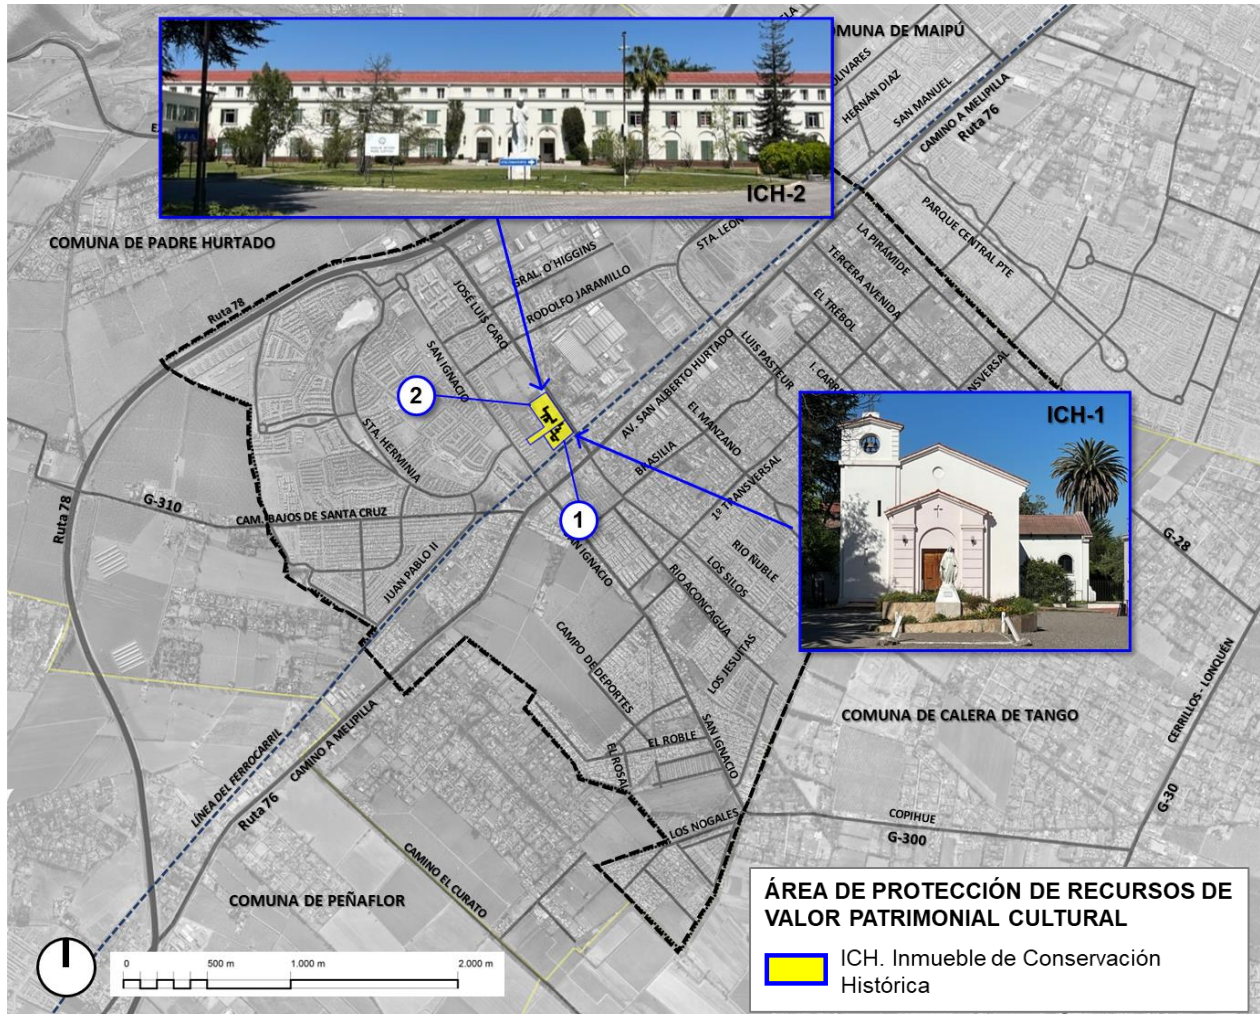 COMUNA DE MAIPÚ
OLIVARES
HERNÁN DIAZ
SAN MANUEL
CAMINO A MELIPILLA
Ruta 76
ICH-2
COMUNA DE PADRE HURTADO
PARQUE CENTRAL PTE
LA PIRÁMIDE
TERCERA AVENIDA
EL TRÉBOL
STA. LEON
GRAL. O´HIGGINS
RODOLFO JARAMILLO
JOSÉ LUIS CARO
SAN IGNACIO
Ruta 78
LUIS PASTEUR
I. CARR
AV. SAN ALBERTO HURTADO
EL MANZANO
BRASILIA
1º TRANSVERSAL
NSVERSAL
2
STA. HERMINIA
ICH-1
Ruta 78
G-310
CAM. BAJOS DE SANTA CRUZ
1
SAN IGNACIO
JUAN PABLO II
RIO ÑUBLE
LOS SILOS
RIO ACONCAGUA
LOS JESUITAS
G-28
CAMPO DE DEPORTES
SAN IGNACIO
EL ROBLE
EL ROSAL
COMUNA DE CALERA DE TANGO
CERRILLOS - LONQUÉN
G-30
LÍNEA DEL FERROCARRIL
CAMINO A MELIPILLA
Ruta 76
LOS NOGALES
COPIHUE
G-300
CAMINO EL CURATO
COMUNA DE PEÑAFLOR
0 500 m 1.000 m 2.000 m
ÁREA DE PROTECCIÓN DE RECURSOS DE
VALOR PATRIMONIAL CULTURAL
ICH. Inmueble de Conservación
Histórica